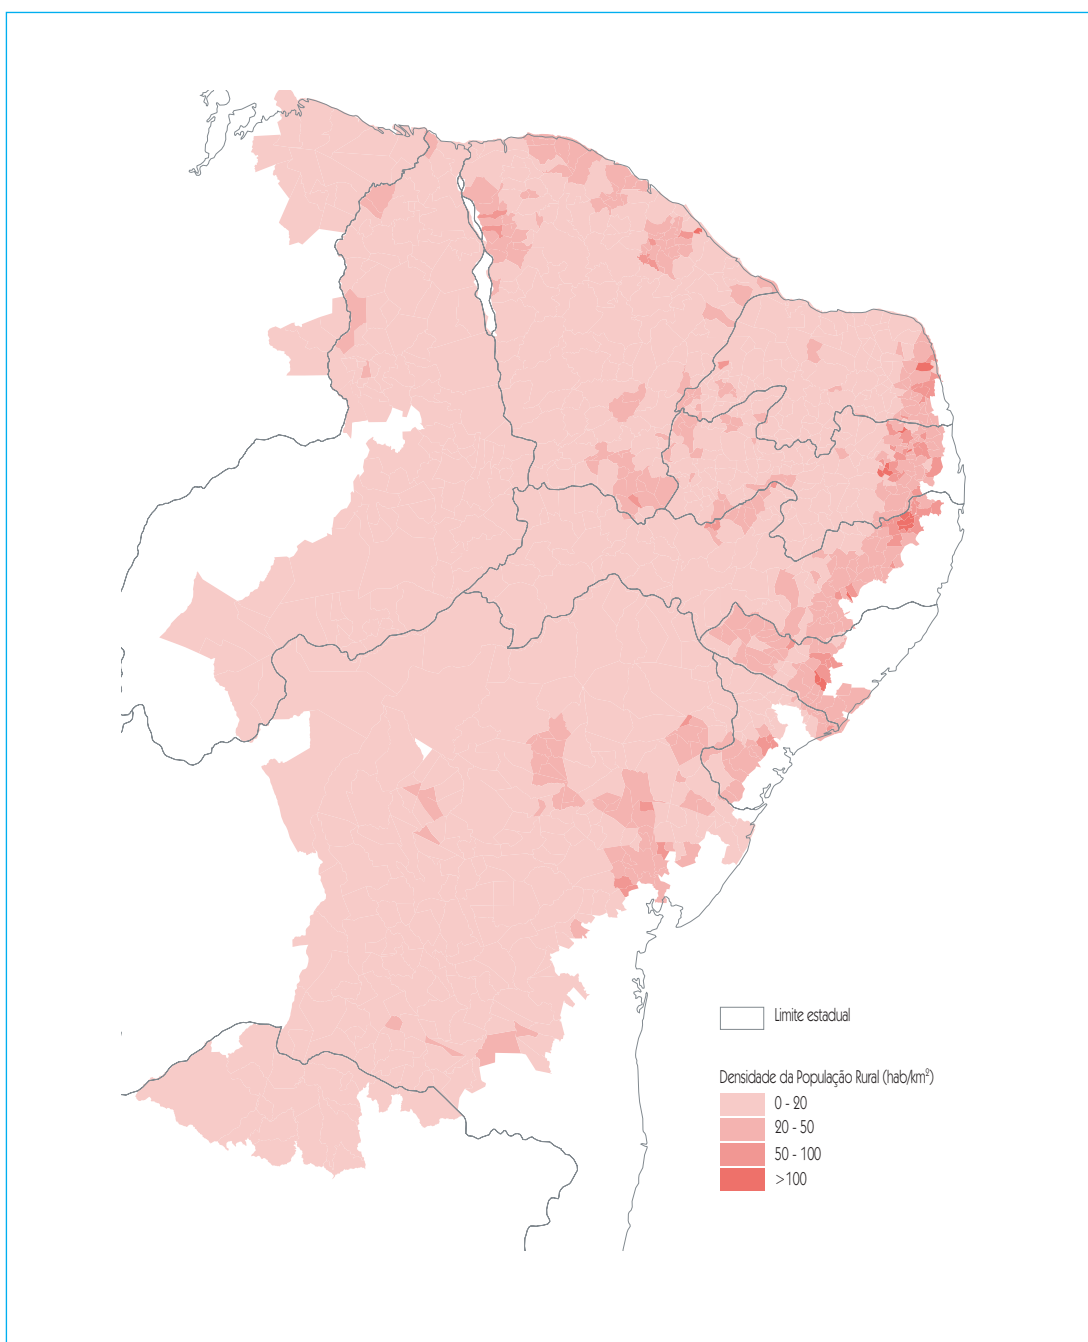 Limite estadual
Densidade da População Rural (hab/km²)
0 - 20
20 - 50
50 - 100
>100